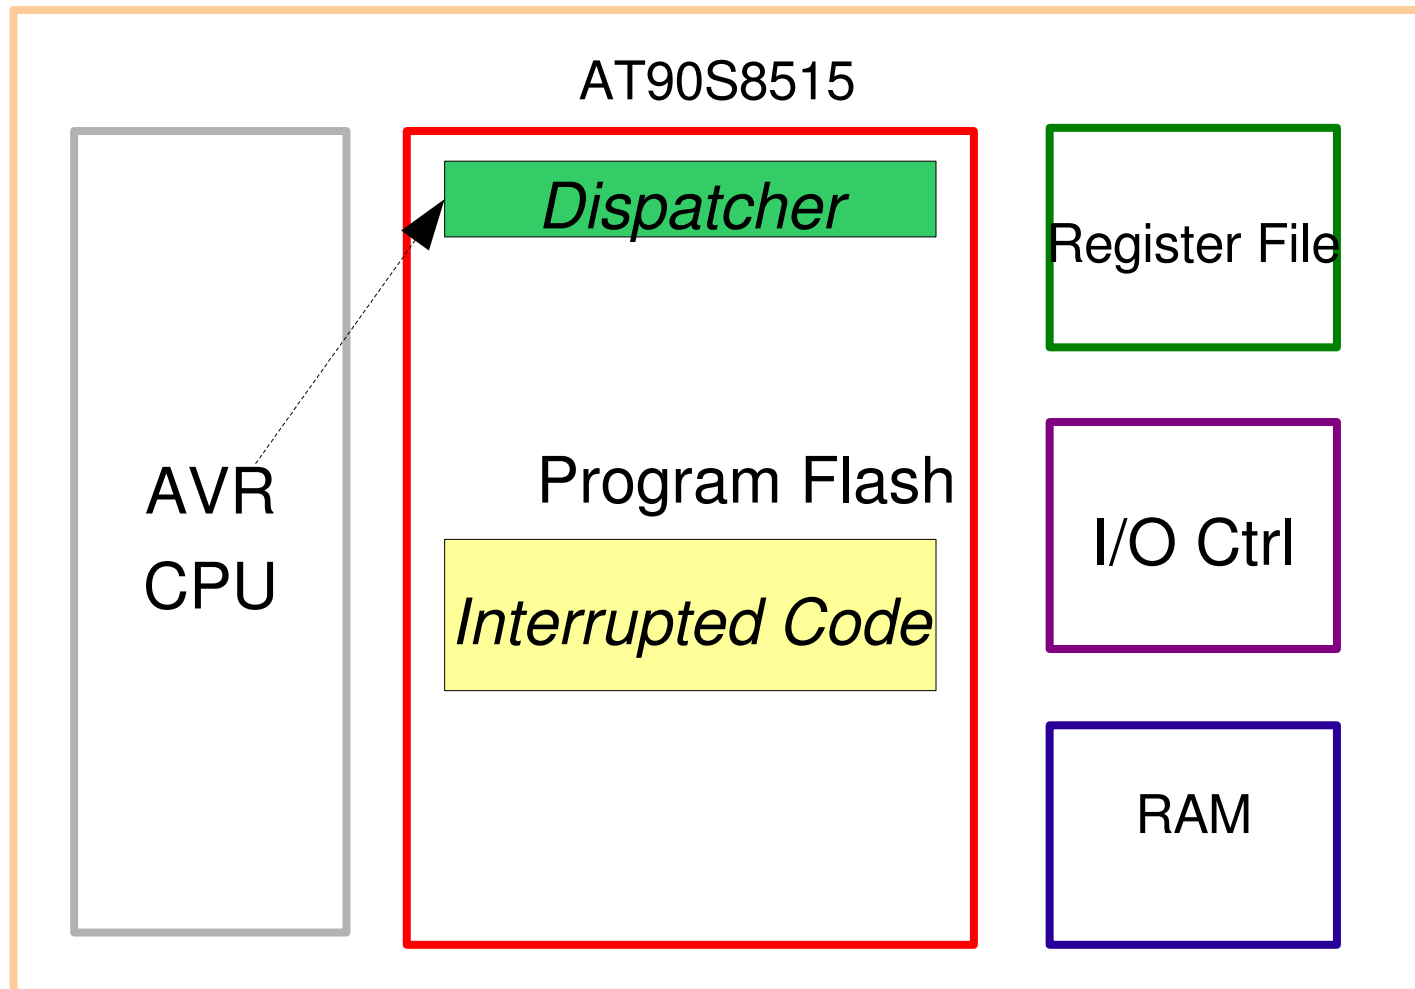 AT90S8515
Dispatcher
Register File
AVR
CPU
Program Flash
Interrupted Code
I/O Ctrl
RAM